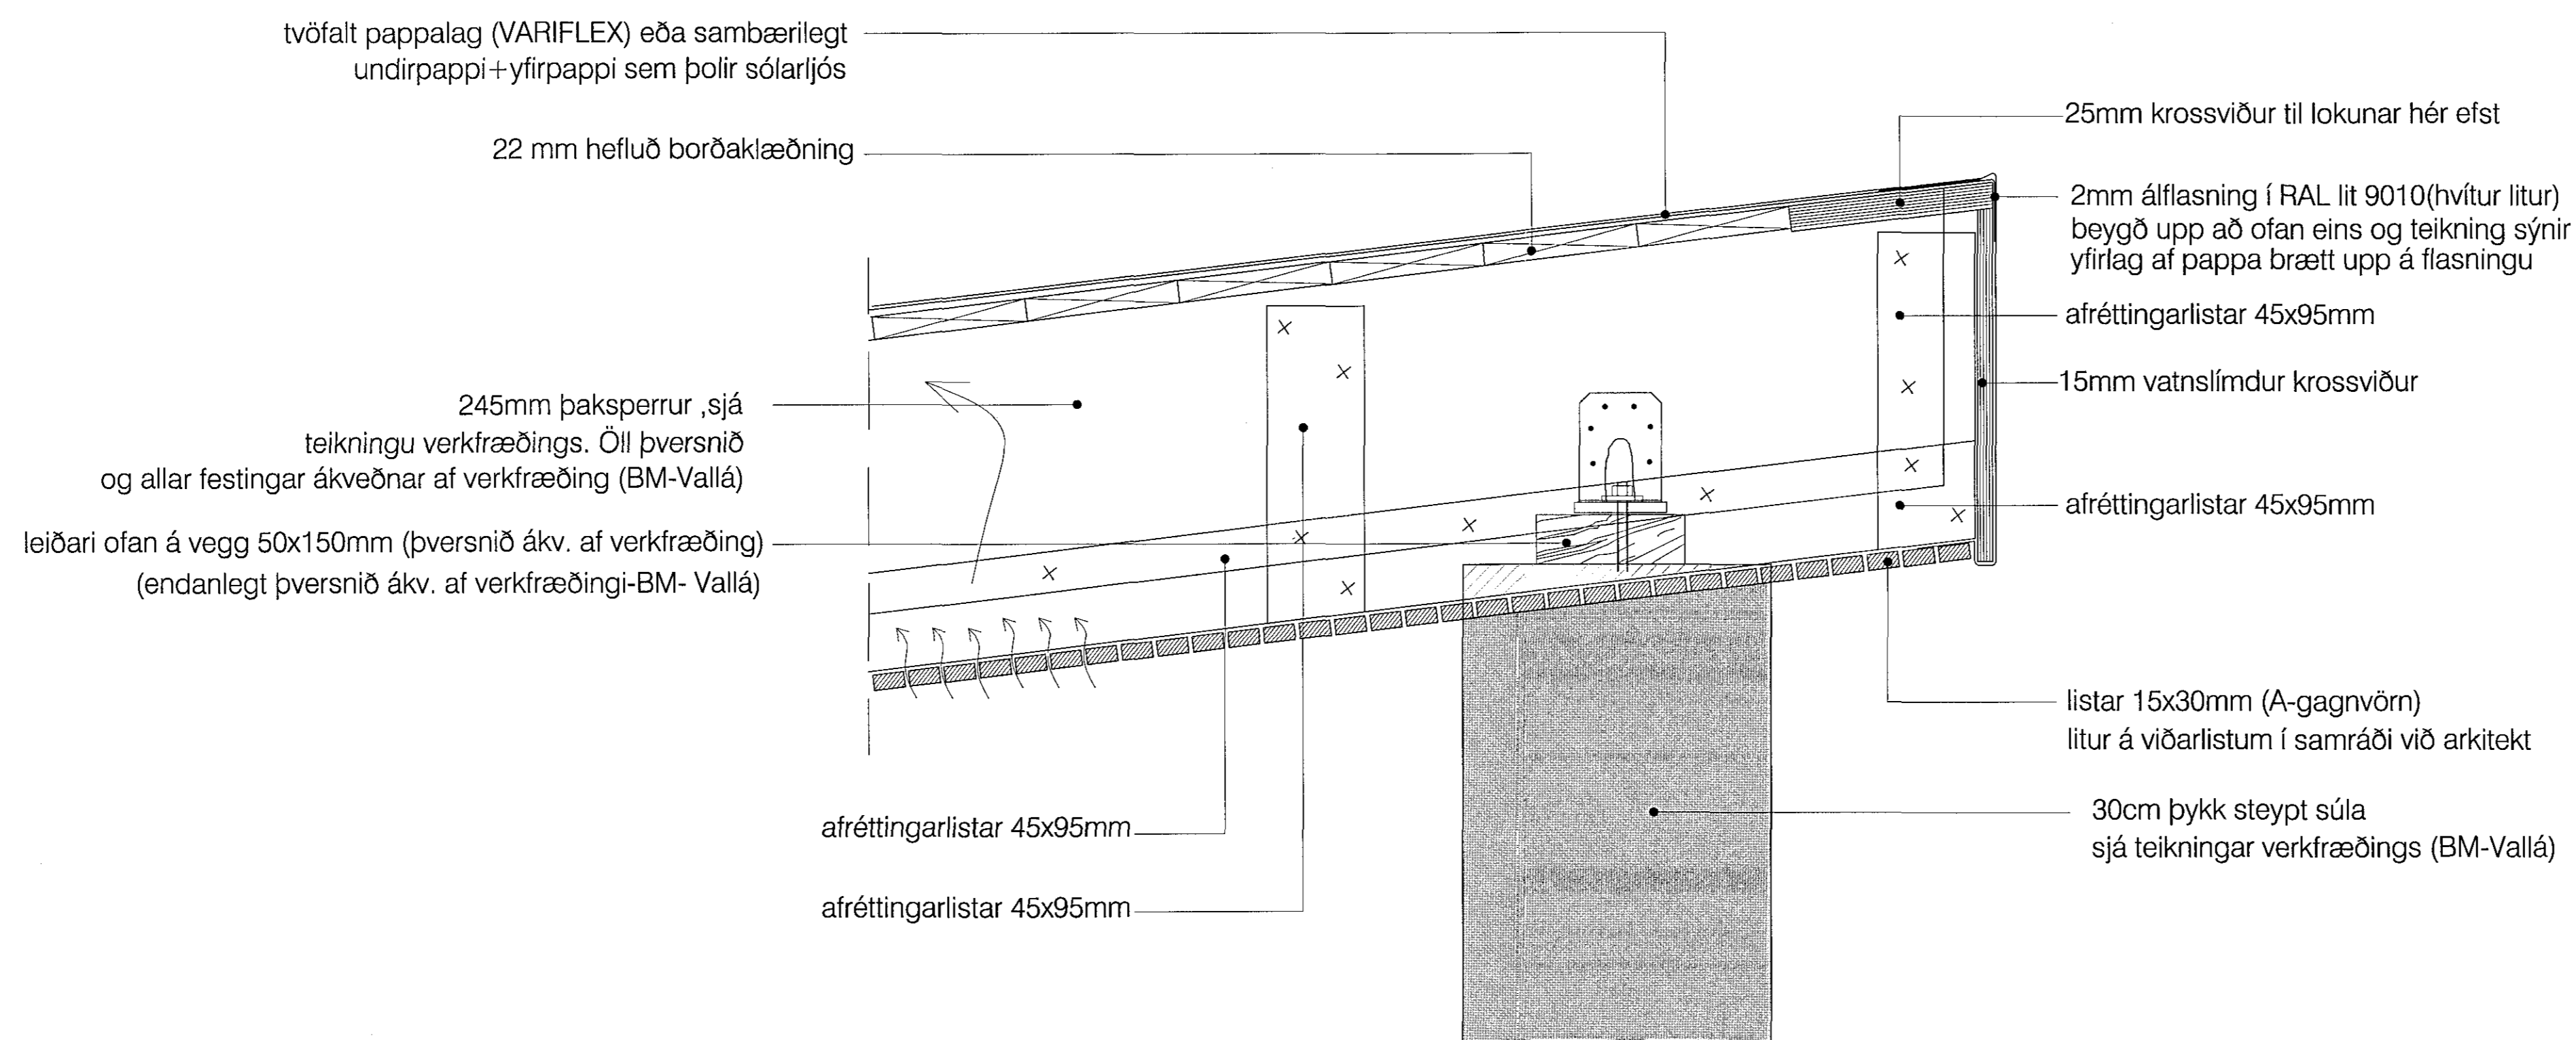 tvöfalt pappalag (VARIFLEX) eða sambærilegt
undirpappi+yfirpappi sem þolir sólarljós
22 mm hefluð borðaklæðning
245mm þaksperrur ,sjá
teikningu verkfræðings. Öll þversnið
og allar festingar ákveðnar af verkfræðing (BM-Vallá)
leiðari ofan á vegg 50x150mm (þversnið ákv. af verkfræðing)
(endanlegt þversnið ákv. af verkfræðingi-BM- Vallá)
afréttingarlistar 45x95mm
afréttingarlistar 45x95mm
25mm krossviður til lokunar hér efst
2mm álflasning í RAL lit 9010(hvítur litur)
beygð upp að ofan eins og teikning sýnir
yfirlag af pappa brætt upp á flasningu
afréttingarlistar 45x95mm
15mm vatnslímdur krossviður
afréttingarlistar 45x95mm
listar 15x30mm (A-gagnvörn)
litur á viðarlistum í samráði við arkitekt
30cm þykk steypt súla
sjá teikningar verkfræðings (BM-Vallá)